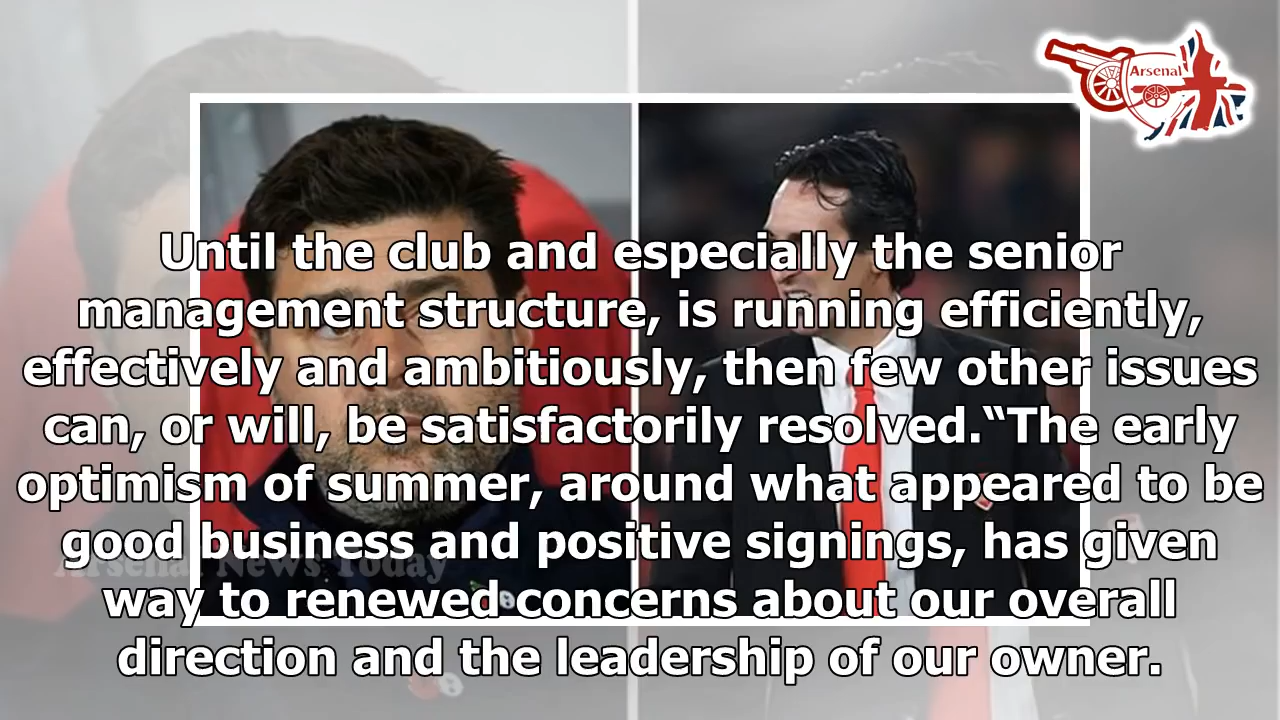 Arsenal
Until the club and especially the senior
management structure, is running efficiently,
effectively and ambitiously, then few other issues
can, or will, be satisfactorily resolved.“The early
optimism of summer, around what appeared to be
good business and positive signings, has given
Arsenal News Today
way to renewed concerns about our overall
direction and the leadership of our owner.